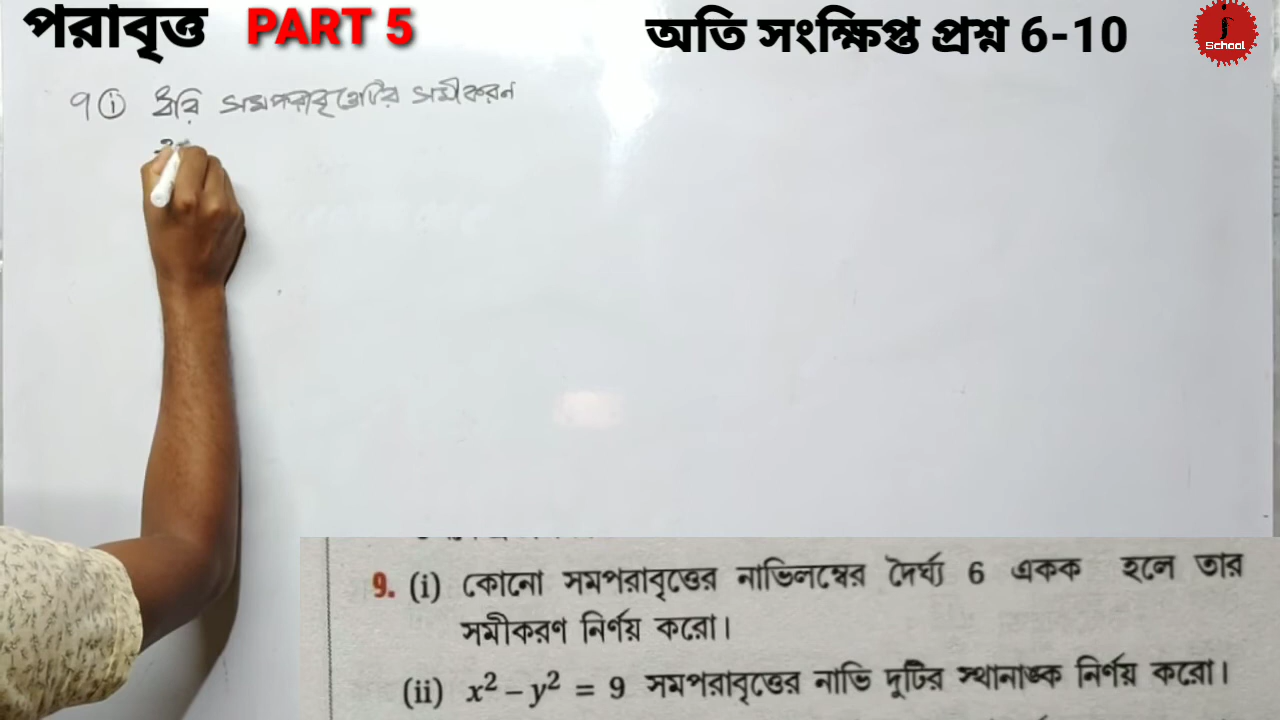 পরাবৃত্ত PART 5
অতি সংক্ষিপ্ত প্রশ্ন 6-10
School
9 (i) ধরি সমপরাবৃত্তটির সমীকরন
9. (i) কোনো সমপরাবৃত্তের নাভিলম্বের দৈর্ঘ্য 6 একক হলে তার
সমীকরণ নির্ণয় করো।
(ii) x² – y² = 9 সমপরাবৃত্তের নাভি দুটির স্থানাঙ্ক নির্ণয় করো।